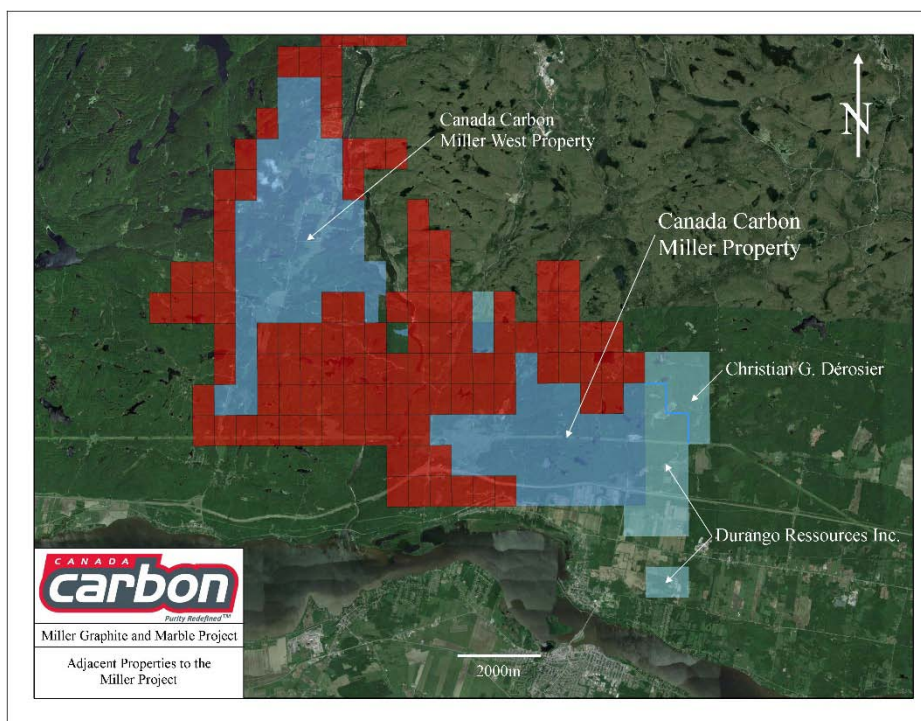 Canada Carbon
Miller West Property
N
Canada Carbon
Miller Property
Christian G. Dérosier
Durango Ressources Inc.
CANADA
carbon
Purity Redefined™
Miller Graphite and Marble Project
Adjacent Properties to the
Miller Project
2000m